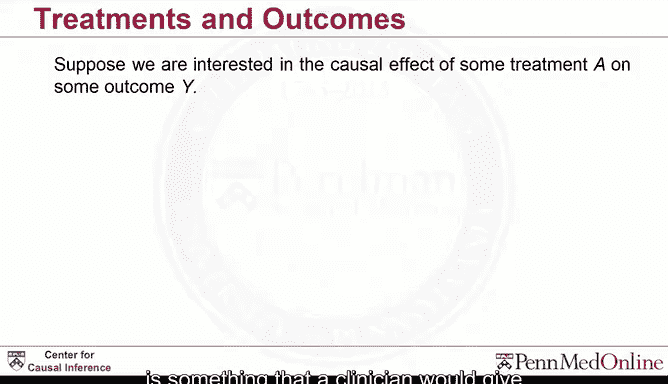 Treatments and Outcomes
Suppose we are interested in the causal effect of some treatment A on
some outcome Y.
Center for
Causal Inference
PennMedOnline
is something that a clinician would give